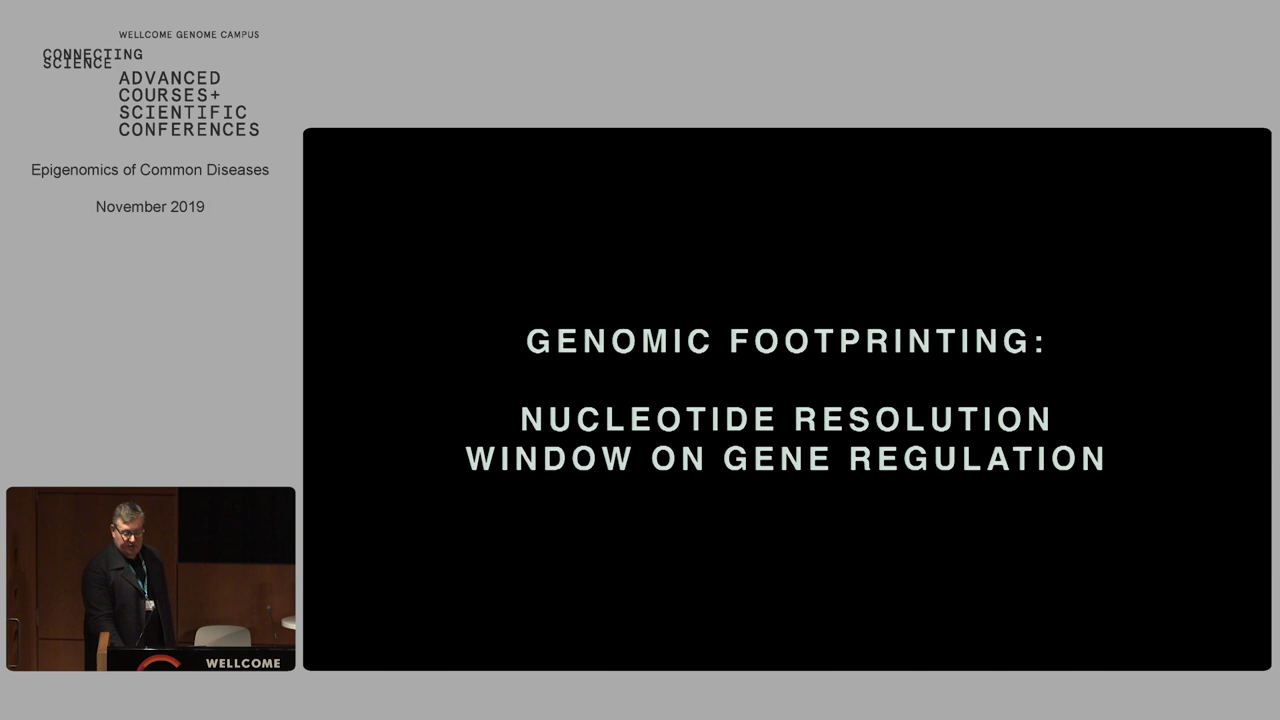 WELLCOME GENOME CAMPUS
CONNECTING
SCIENCE
ADVANCED
COURSES+
SCIENTIFIC
CONFERENCES
Epigenomics of Common Diseases
November 2019
GENOMIC FOOTPRINTING:
NUCLEOTIDE RESOLUTION
WINDOW ON GENE REGULATION
WELLCOME